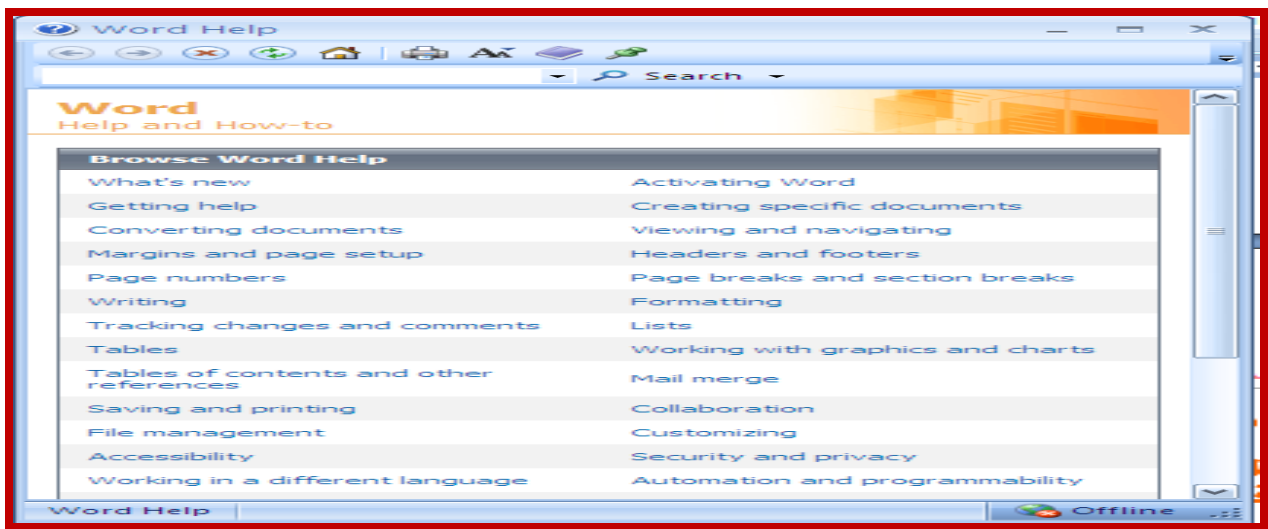 Word Help
Search
Word
Help and How-to
Browse Word Help
What's new Activating Word
Getting help Creating specific documents
Converting documents Viewing and navigating
Margins and page setup Headers and footers
Page numbers Page breaks and section breaks
Writing Formatting
Tracking changes and comments Lists
Tables Working with graphics and charts
Tables of contents and other
references Mail merge
Saving and printing Collaboration
File management Customizing
Accessibility Security and privacy
Working in a different language Automation and programmability
Word Help Offline